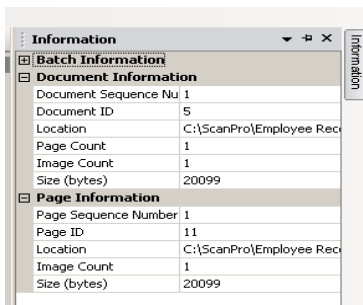 Information
Batch Information
Document Information
Document Sequence Nu 1
Document ID 5
Location C:\ScanPro\Employee Rec
Page Count 1
Image Count 1
Size (bytes) 20099
Page Information
Page Sequence Number 1
Page ID 11
Location C:\ScanPro\Employee Rec
Image Count 1
Size (bytes) 20099
Information